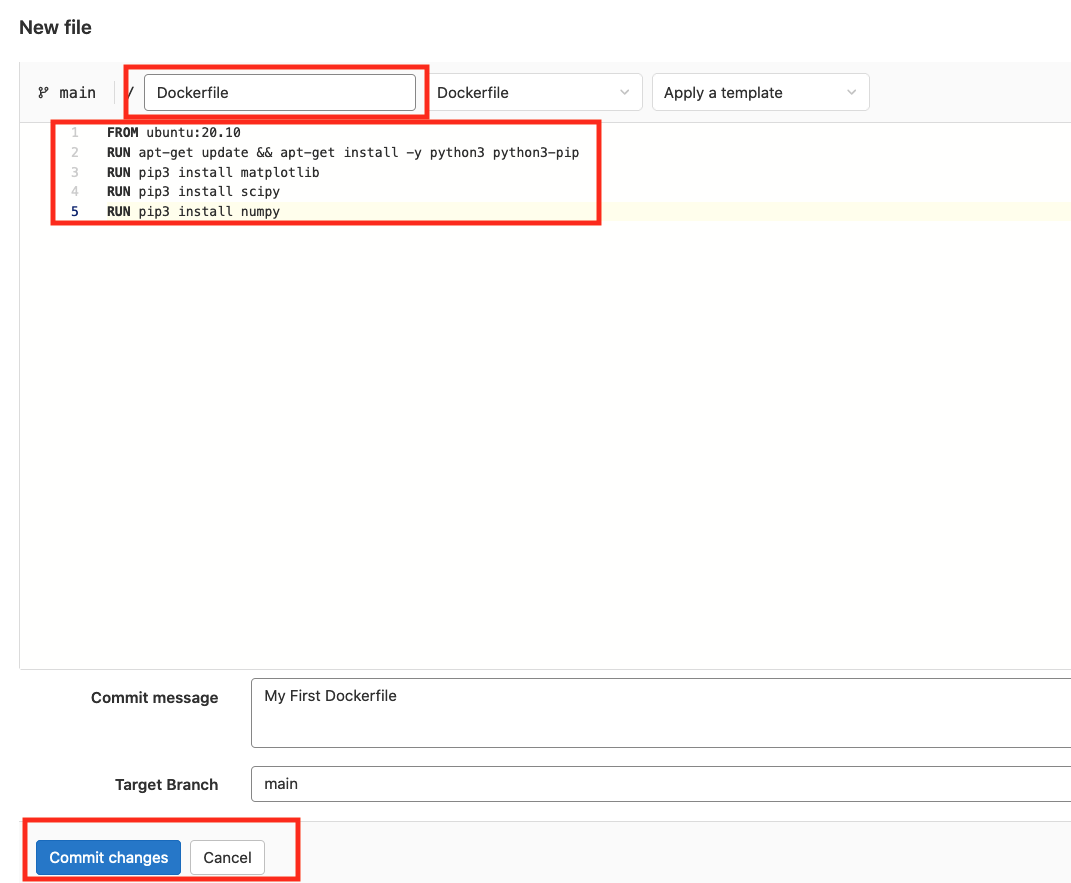 New file
main / Dockerfile Dockerfile Apply a template
1 FROM ubuntu:20.10
2 RUN apt-get update && apt-get install -y python3 python3-pip
3 RUN pip3 install matplotlib
4 RUN pip3 install scipy
5 RUN pip3 install numpy
Commit message My First Dockerfile
Target Branch main
Commit changes Cancel